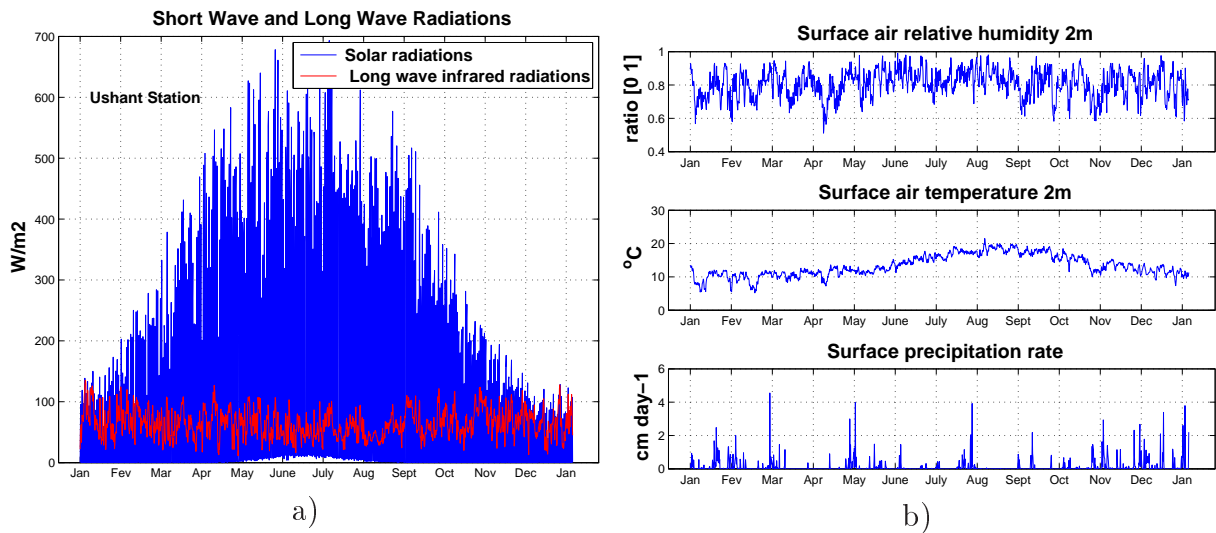 Short Wave and Long Wave Radiations
700
600
500
400
300
200
100
0
W/m2
Solar radiations
Long wave infrared radiations
Ushant Station
Jan Fev Mar Apr May June July Aug Sept Oct Nov Dec Jan
a)
Surface air relative humidity 2m
1
0.8
0.6
0.4
ratio [0 1]
Jan Fev Mar Apr May June July Aug Sept Oct Nov Dec Jan
Surface air temperature 2m
30
20
10
0
°C
Jan Fev Mar Apr May June July Aug Sept Oct Nov Dec Jan
Surface precipitation rate
6
4
2
0
cm day−1
Jan Fev Mar Apr May June July Aug Sept Oct Nov Dec Jan
b)